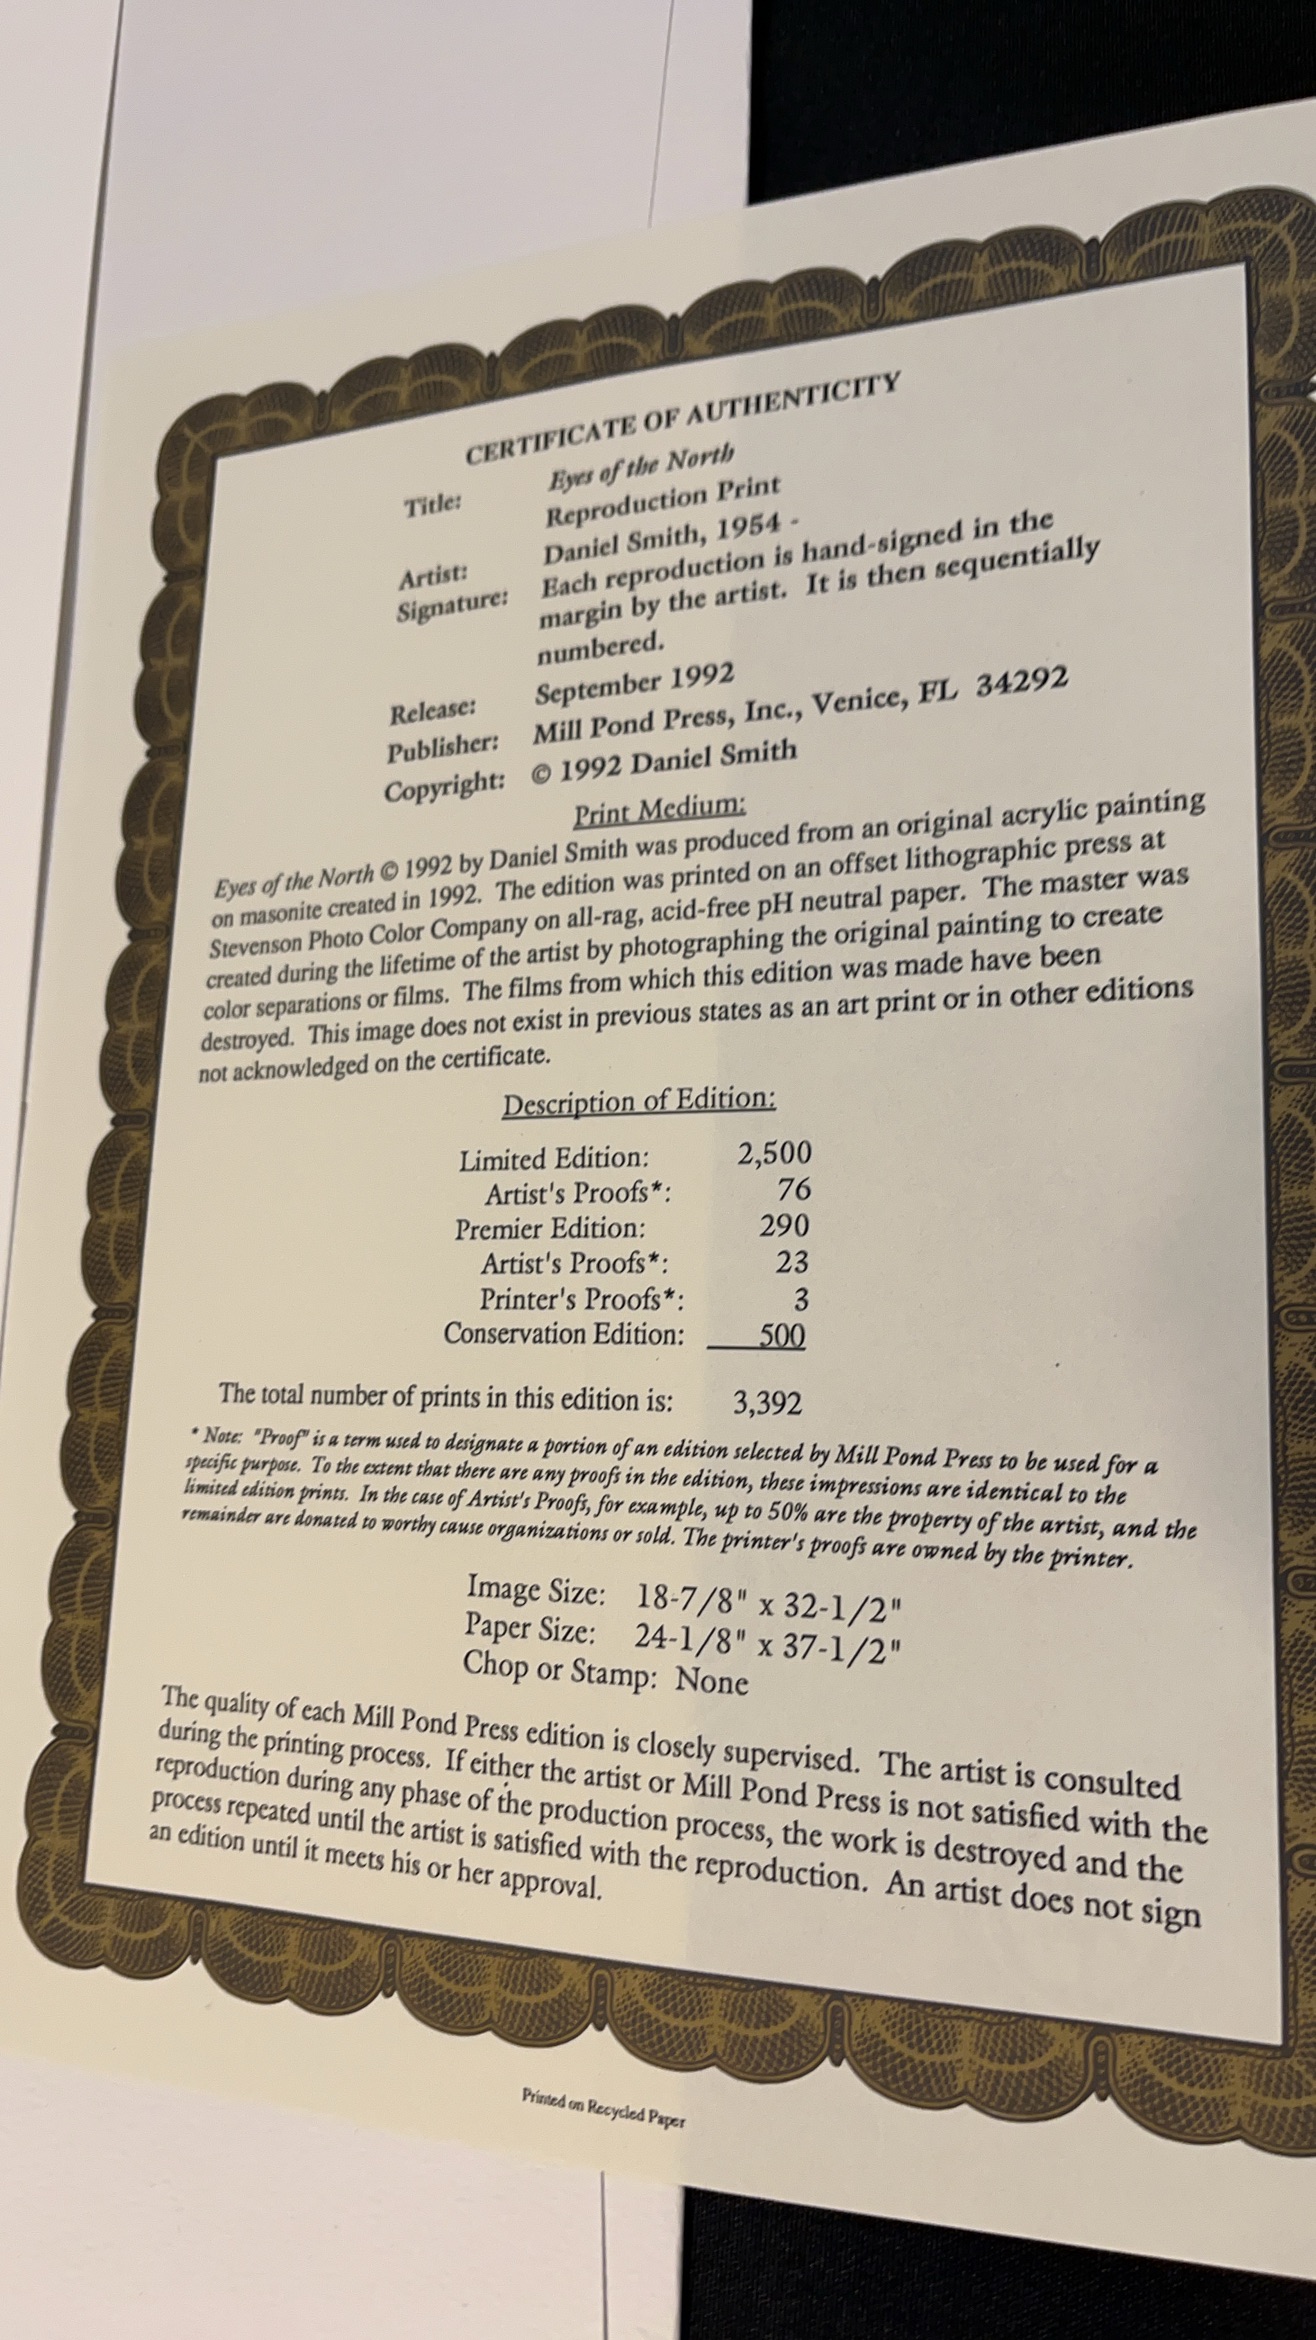 CERTIFICATE OF AUTHENTICITY
Title: Eyes of the North
Reproduction Print
Artist: Daniel Smith, 1954 -
Signature: Each reproduction is hand-signed in the
margin by the artist. It is then sequentially
numbered.
Release: September 1992
Publisher: Mill Pond Press, Inc., Venice, FL 34292
Copyright: © 1992 Daniel Smith
Print Medium:
Eyes of the North © 1992 by Daniel Smith was produced from an original acrylic painting
on masonite created in 1992. The edition was printed on an offset lithographic press at
Stevenson Photo Color Company on all-rag, acid-free pH neutral paper. The master was
created during the lifetime of the artist by photographing the original painting to create
color separations or films. The films from which this edition was made have been
destroyed. This image does not exist in previous states as an art print or in other editions
not acknowledged on the certificate.
Description of Edition:
Limited Edition: 2,500
Artist's Proofs*: 76
Premier Edition: 290
Artist's Proofs*: 23
Printer's Proofs*: 3
Conservation Edition: 500
The total number of prints in this edition is: 3,392
* Note: "Proof" is a term used to designate a portion of an edition selected by Mill Pond Press to be used for a
specific purpose. To the extent that there are any proofs in the edition, these impressions are identical to the
limited edition prints. In the case of Artist's Proofs, for example, up to 50% are the property of the artist, and the
remainder are donated to worthy cause organizations or sold. The printer's proofs are owned by the printer.
Image Size: 18-7/8" x 32-1/2"
Paper Size: 24-1/8" x 37-1/2"
Chop or Stamp: None
The quality of each Mill Pond Press edition is closely supervised. The artist is consulted
during the printing process. If either the artist or Mill Pond Press is not satisfied with the
reproduction during any phase of the production process, the work is destroyed and the
process repeated until the artist is satisfied with the reproduction. An artist does not sign
an edition until it meets his or her approval.
Printed on Recycled Paper